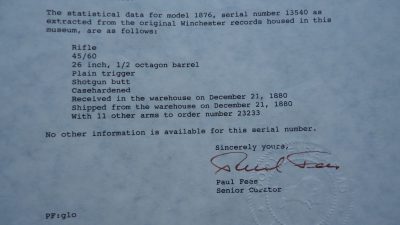 The statistical data for model 1876, serial number 13540 as
extracted from the original Winchester records housed in this
museum, are as follows:
Rifle
45/60
26 inch, 1/2 octagon barrel
Plain trigger
Shotgun butt
Casehardened
Received in the warehouse on December 21, 1880
Shipped from the warehouse on December 21, 1880
With 11 other arms to order number 23233
No other information is available for this serial number.
Sincerely yours,
Paul Fees
Paul Fees
Senior Curator
PF:glo